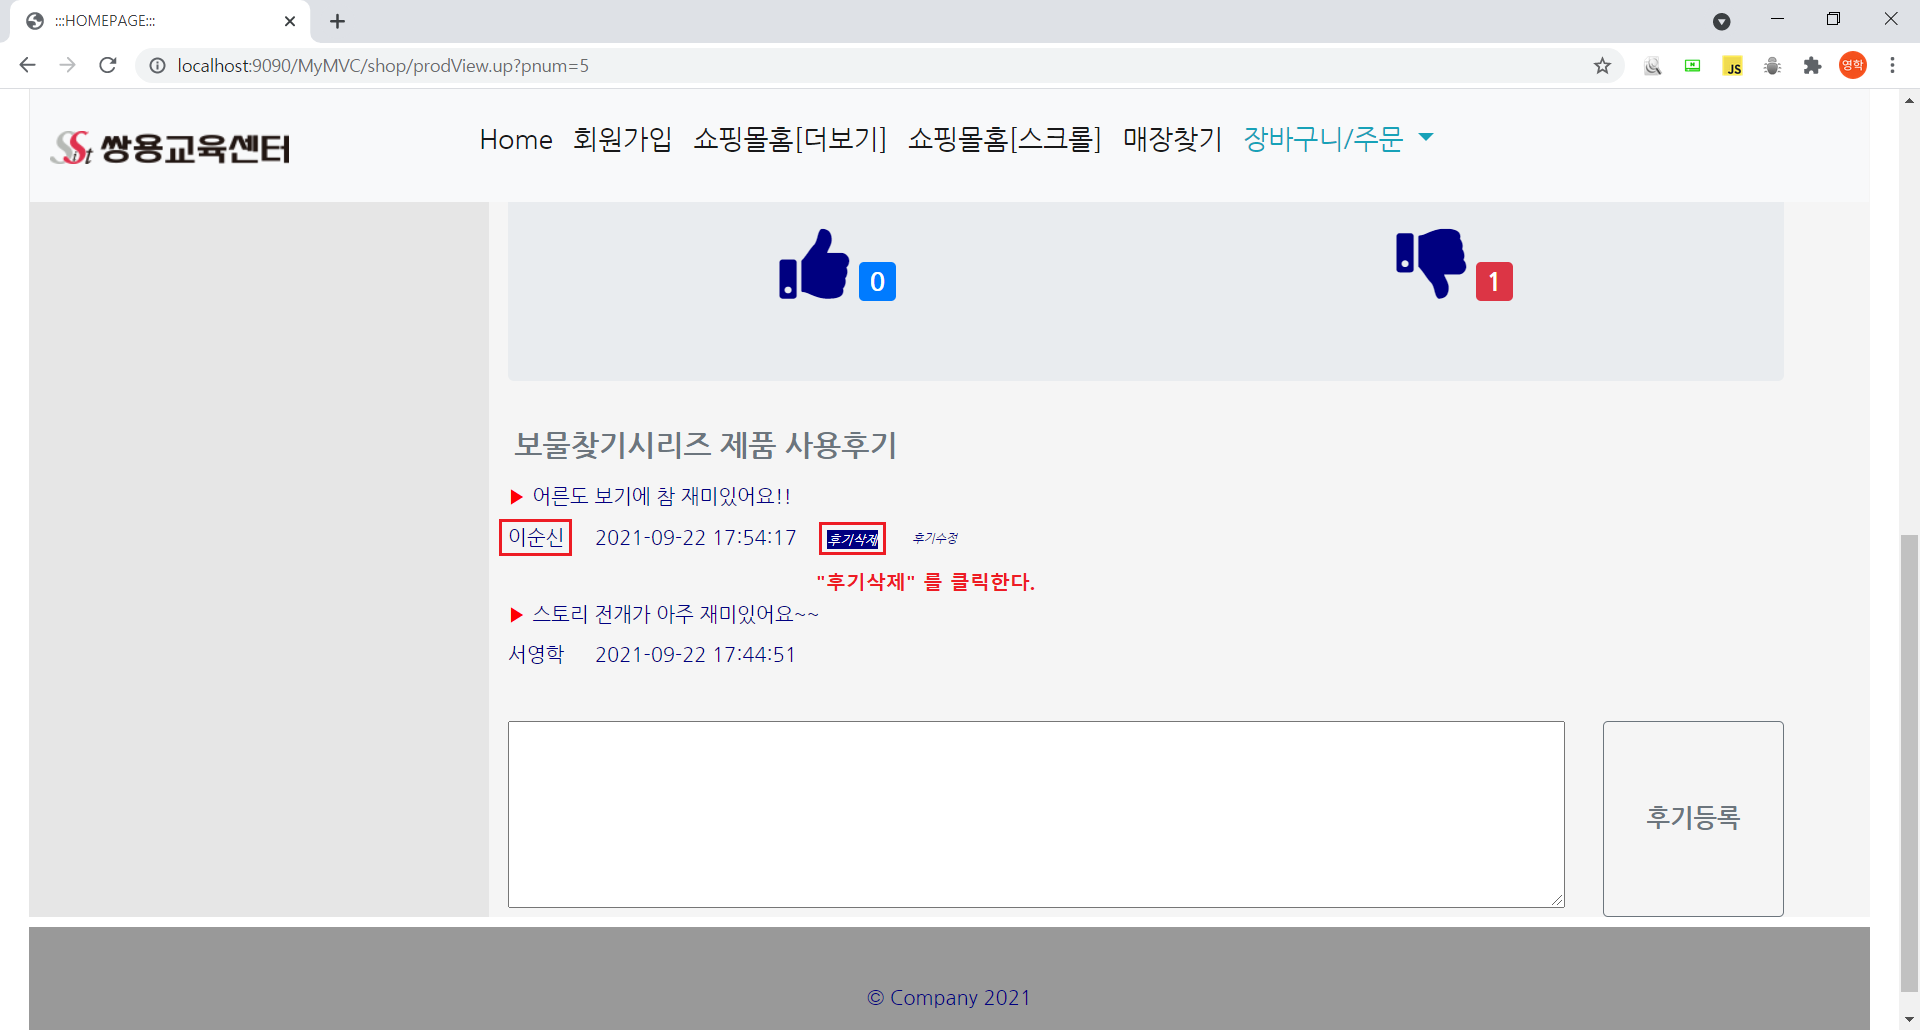 :::HOMEPAGE:::
localhost:9090/MyMVC/shop/prodView.up?pnum=5
JS
영학
SSit 쌍용교육센터
Home 회원가입 쇼핑몰홈[더보기] 쇼핑몰홈[스크롤] 매장찾기 장바구니/주문
0
1
보물찾기시리즈 제품 사용후기
▶ 어른도 보기에 참 재미있어요!!
이순신 2021-09-22 17:54:17 후기삭제 후기수정
"후기삭제" 를 클릭한다.
▶ 스토리 전개가 아주 재미있어요~~
서영학 2021-09-22 17:44:51
후기등록
© Company 2021